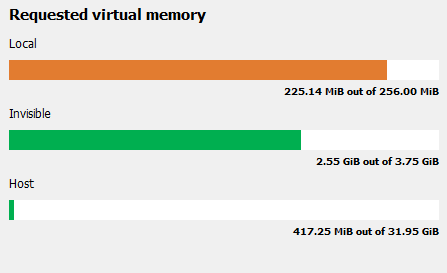 Requested virtual memory
Local
225.14 MiB out of 256.00 MiB
Invisible
2.55 GiB out of 3.75 GiB
Host
417.25 MiB out of 31.95 GiB